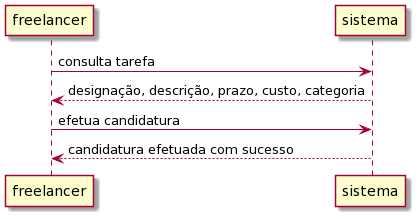 freelancer
sistema
consulta tarefa
designação, descrição, prazo, custo, categoria
efetua candidatura
candidatura efetuada com sucesso
freelancer
sistema